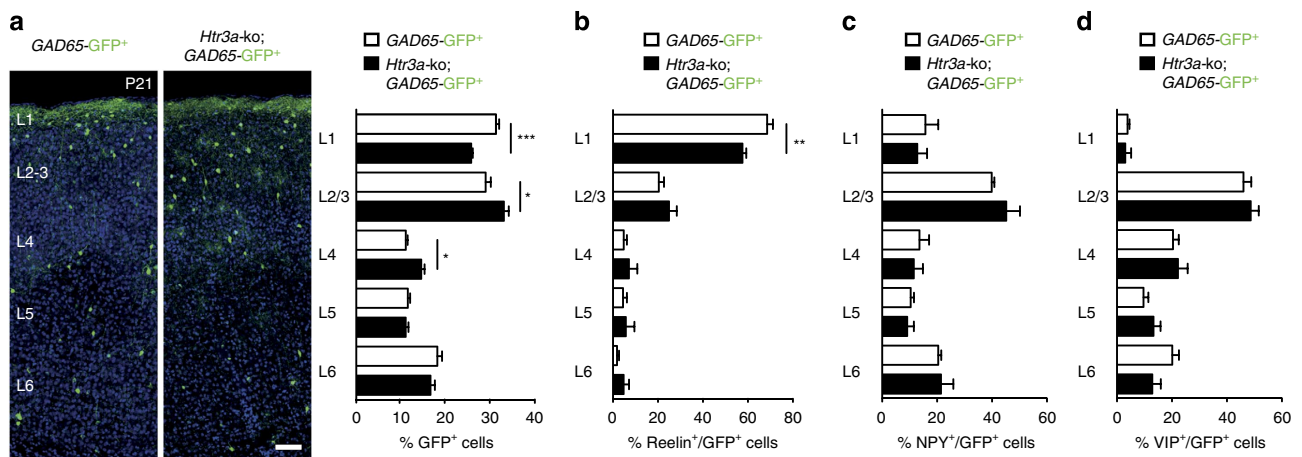 a
GAD65-GFP⁺
Htr3a-ko;
GAD65-GFP⁺
P21
L1
L2-3
L4
L5
L6
GAD65-GFP⁺
Htr3a-ko;
GAD65-GFP⁺
L1
***
L2/3
*
L4
*
L5
L6
0 10 20 30 40
% GFP⁺ cells
b
GAD65-GFP⁺
Htr3a-ko;
GAD65-GFP⁺
L1
**
L2/3
L4
L5
L6
0 20 40 60 80
% Reelin⁺/GFP⁺ cells
c
GAD65-GFP⁺
Htr3a-ko;
GAD65-GFP⁺
L1
L2/3
L4
L5
L6
0 20 40 60
% NPY⁺/GFP⁺ cells
d
GAD65-GFP⁺
Htr3a-ko;
GAD65-GFP⁺
L1
L2/3
L4
L5
L6
0 20 40 60
% VIP⁺/GFP⁺ cells